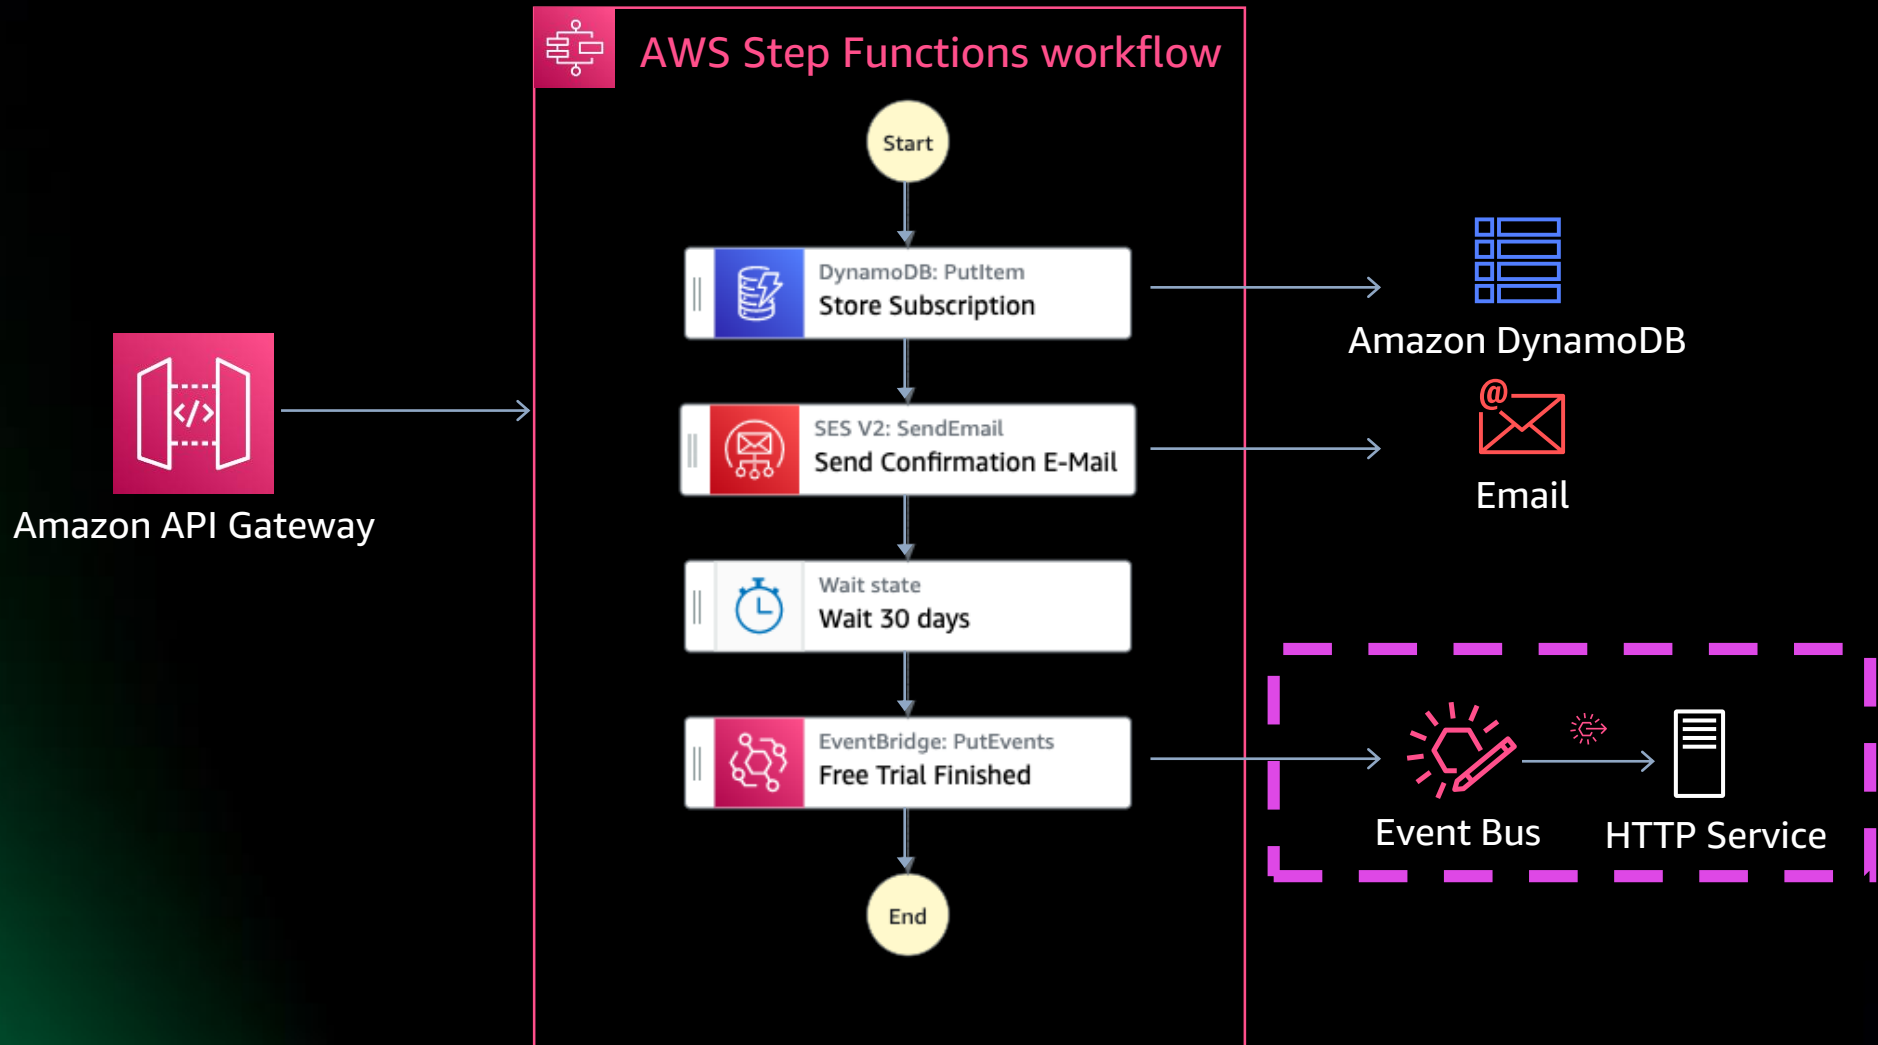 AWS Step Functions workflow
Start
DynamoDB: PutItem
Store Subscription
Amazon DynamoDB
SES V2: SendEmail
Send Confirmation E-Mail
@
Email
</>
Amazon API Gateway
Wait state
Wait 30 days
EventBridge: PutEvents
Free Trial Finished
Event Bus
HTTP Service
End